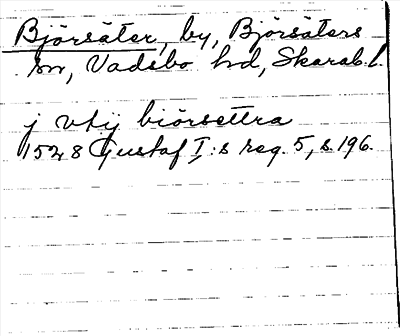 Björsäter, by, Björsäters
sn, Vadsbo hd, Skarab. l.
j vtij biörsettra
1528 Gustaf I:s reg. 5, s. 196.